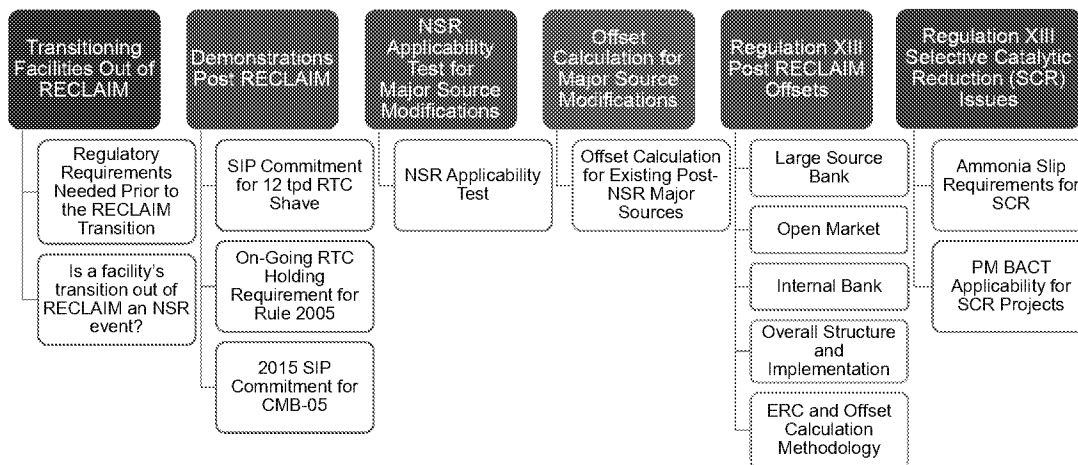 Transitioning
Facilities Out of
RECLAIM
Regulatory
Requirements
Needed Prior to
the RECLAIM
Transition
Is a facility's
transition out of
RECLAIM an NSR
event?
Demonstrations
Post RECLAIM
SIP Commitment
for 12 tpd RTC
Shave
On-Going RTC
Holding
Requirement for
Rule 2005
2015 SIP
Commitment for
CMB-05
NSR
Applicability
Test for
Major Source
Modifications
NSR Applicability
Test
Offset
Calculation for
Major Source
Modifications
Offset Calculation
for Existing Post-
NSR Major
Sources
Regulation XIII
Post RECLAIM
Offsets
Large Source
Bank
Open Market
Internal Bank
Overall Structure
and
Implementation
ERC and Offset
Calculation
Methodology
Regulation XIII
Selective Catalytic
Reduction (SCR)
Issues
Ammonia Slip
Requirements for
SCR
PM BACT
Applicability for
SCR Projects